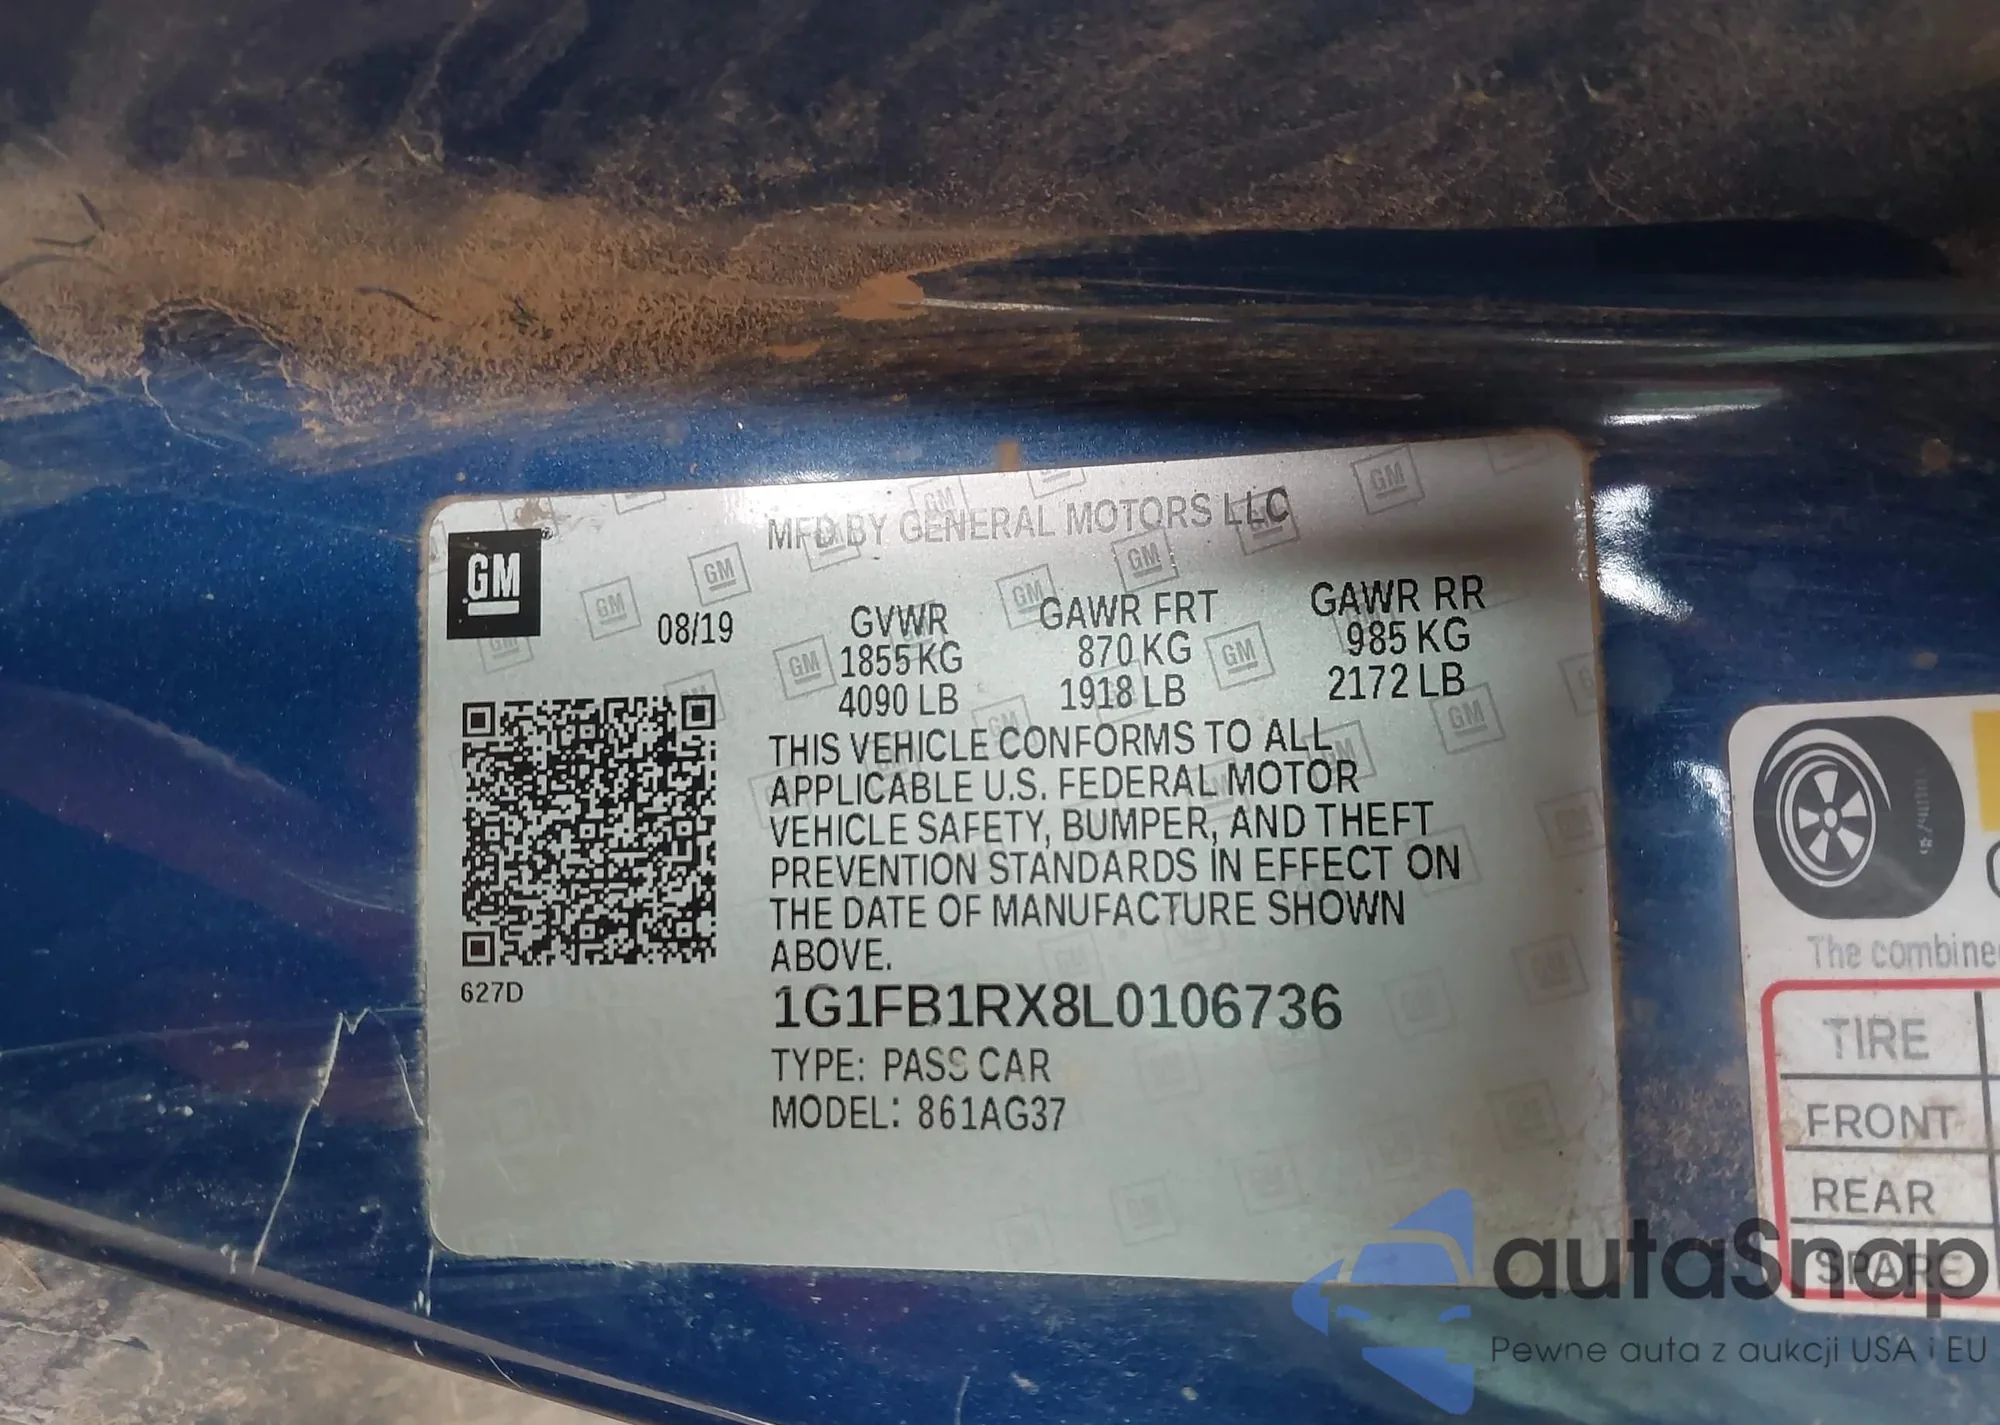 MFD BY GENERAL MOTORS LLC
GM
08/19
GVWR
1855 KG
4090 LB
GAWR FRT
870 KG
1918 LB
GAWR RR
985 KG
2172 LB
THIS VEHICLE CONFORMS TO ALL
APPLICABLE U.S. FEDERAL MOTOR
VEHICLE SAFETY, BUMPER, AND THEFT
PREVENTION STANDARDS IN EFFECT ON
THE DATE OF MANUFACTURE SHOWN
ABOVE.
627D
1G1FB1RX8L0106736
TYPE: PASS CAR
MODEL: 861AG37
The combine
TIRE
FRONT
REAR
SPARE
autaSnap
Pewne auta z aukcji USA i EU